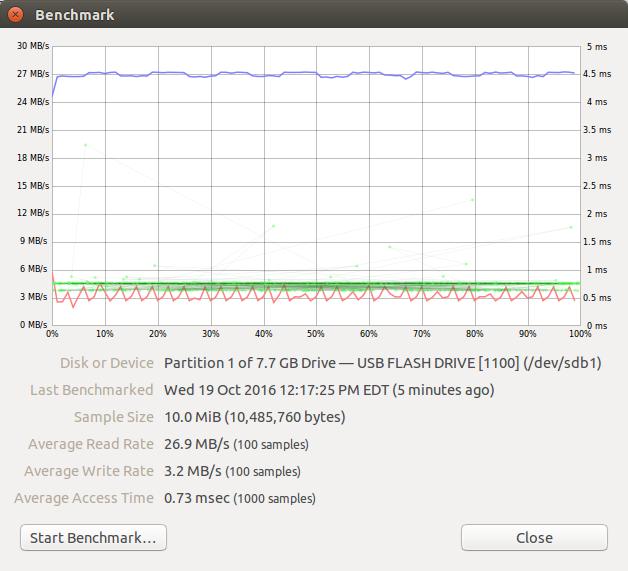 Benchmark
30 MB/s 5 ms
27 MB/s 4.5 ms
24 MB/s 4 ms
21 MB/s 3.5 ms
18 MB/s 3 ms
15 MB/s 2.5 ms
12 MB/s 2 ms
9 MB/s 1.5 ms
6 MB/s 1 ms
3 MB/s 0.5 ms
0 MB/s 0 ms
0% 10% 20% 30% 40% 50% 60% 70% 80% 90% 100%
Disk or Device Partition 1 of 7.7 GB Drive — USB FLASH DRIVE [1100] (/dev/sdb1)
Last Benchmarked Wed 19 Oct 2016 12:17:25 PM EDT (5 minutes ago)
Sample Size 10.0 MiB (10,485,760 bytes)
Average Read Rate 26.9 MB/s (100 samples)
Average Write Rate 3.2 MB/s (100 samples)
Average Access Time 0.73 msec (1000 samples)
Start Benchmark... Close